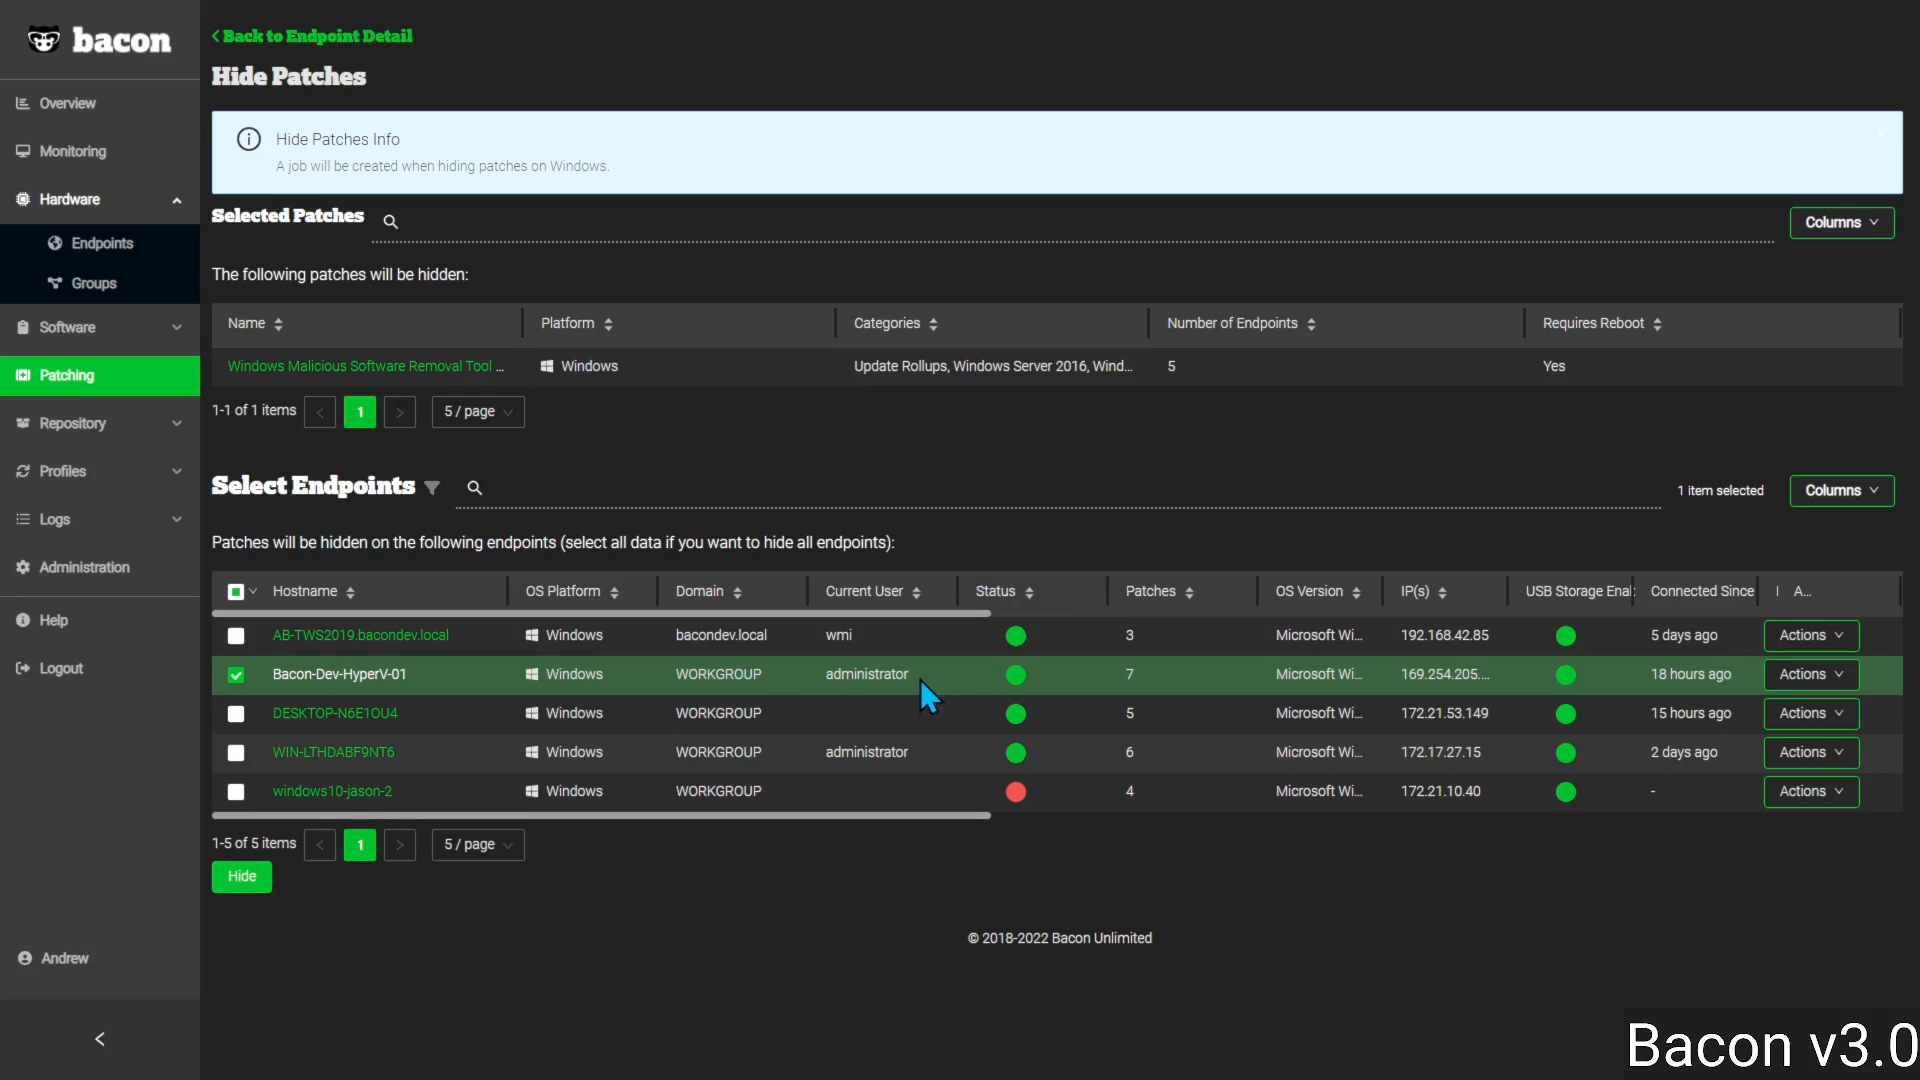 bacon
Overview
Monitoring
Hardware
Endpoints
Groups
Software
Patching
Repository
Profiles
Logs
Administration
Help
Logout
Andrew
Back to Endpoint Detail
Hide Patches
Hide Patches Info
A job will be created when hiding patches on Windows.
Selected Patches Columns
The following patches will be hidden:
Name Platform Categories Number of Endpoints Requires Reboot
Windows Malicious Software Removal Tool ... Windows Update Rollups, Windows Server 2016, Wind... 5 Yes
1-1 of 1 items < 1 > 5 / page
Select Endpoints 1 item selected Columns
Patches will be hidden on the following endpoints (select all data if you want to hide all endpoints):
Hostname OS Platform Domain Current User Status Patches OS Version IP(s) USB Storage Enal Connected Since A...
AB-TWS2019.bacondev.local Windows bacondev.local wmi 3 Microsoft Wi... 192.168.42.85 5 days ago Actions
Bacon-Dev-HyperV-01 Windows WORKGROUP administrator 7 Microsoft Wi... 169.254.205.... 18 hours ago Actions
DESKTOP-N6E1OU4 Windows WORKGROUP 5 Microsoft Wi... 172.21.53.149 15 hours ago Actions
WIN-LTHDABF9NT6 Windows WORKGROUP administrator 6 Microsoft Wi... 172.17.27.15 2 days ago Actions
windows10-jason-2 Windows WORKGROUP 4 Microsoft Wi... 172.21.10.40 - Actions
1-5 of 5 items < 1 > 5 / page
Hide
© 2018-2022 Bacon Unlimited
Bacon v3.0